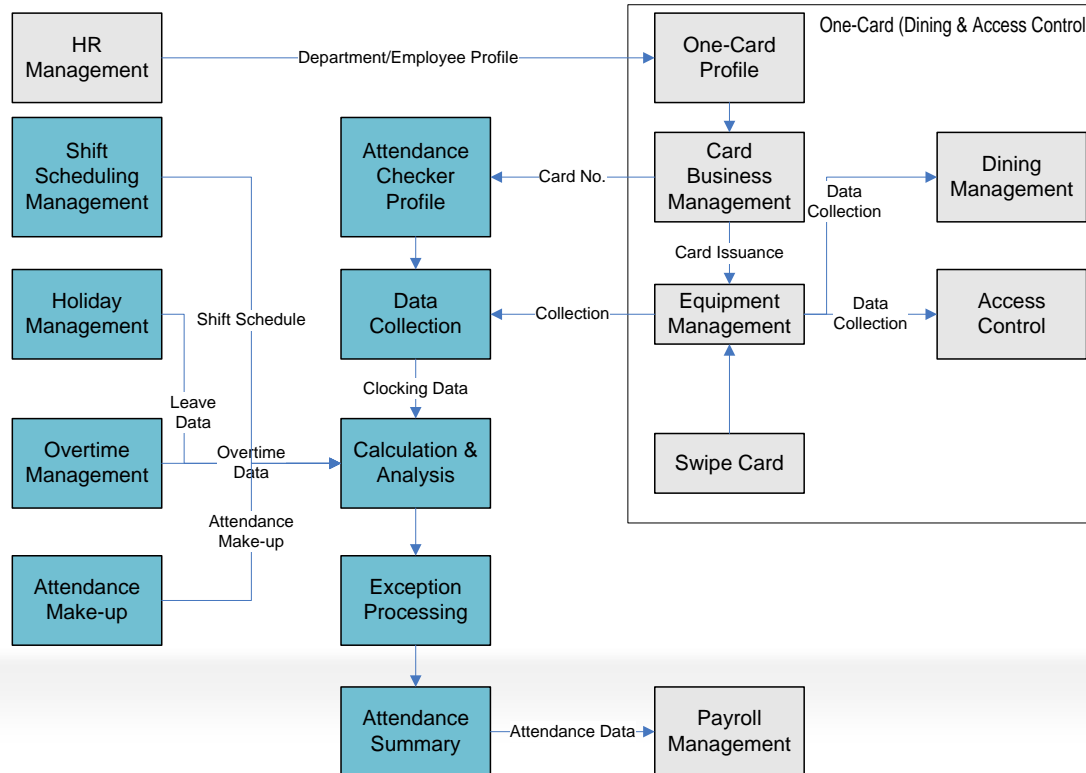 One-Card (Dining & Access Control
HR
Management
Department/Employee Profile
One-Card
Profile
Shift
Scheduling
Management
Attendance
Checker
Profile
Card No.
Card
Business
Management
Data
Collection
Dining
Management
Card Issuance
Holiday
Management
Shift Schedule
Data
Collection
Collection
Equipment
Management
Data
Collection
Access
Control
Leave
Data
Clocking Data
Overtime
Management
Overtime
Data
Calculation &
Analysis
Swipe Card
Attendance
Make-up
Attendance
Make-up
Exception
Processing
Attendance
Summary
Attendance Data
Payroll
Management